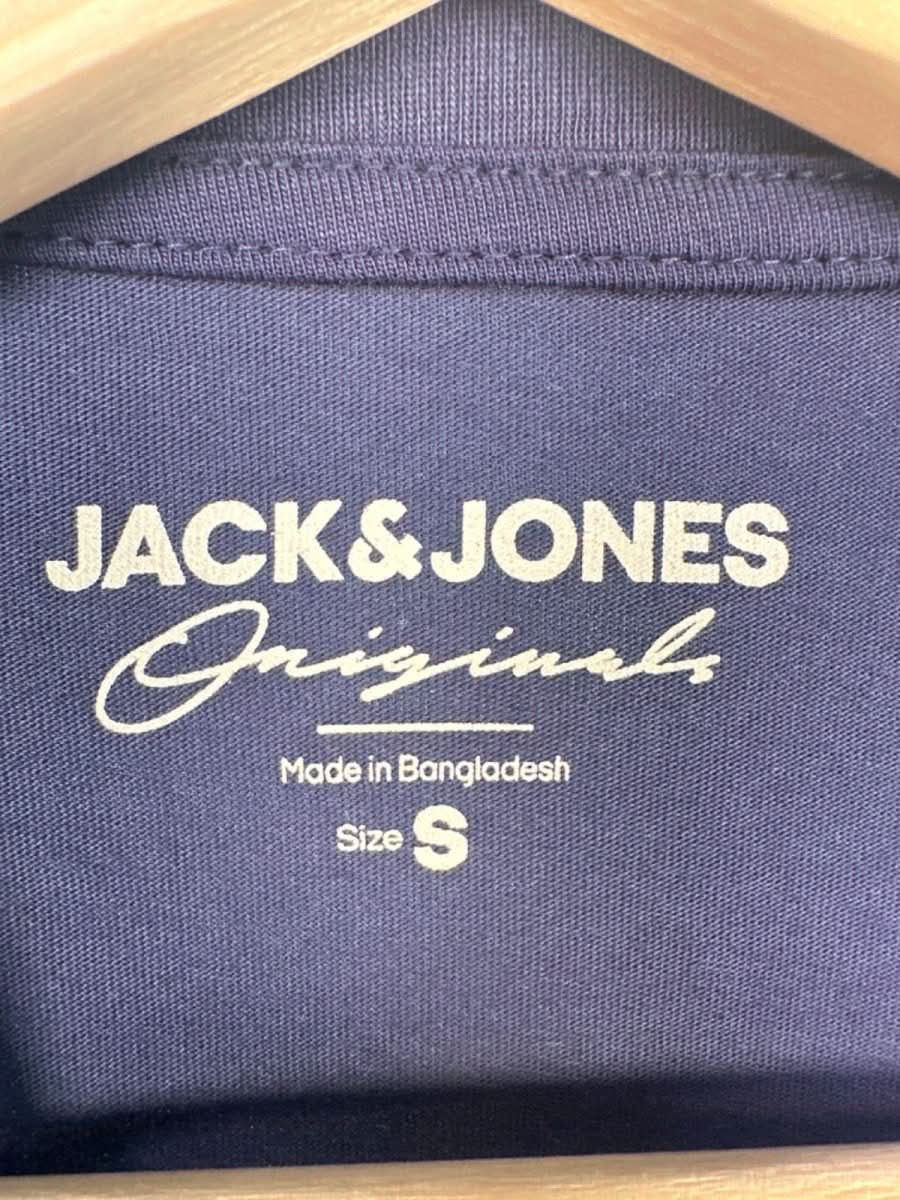 JACK&JONES
Originals
Made in Bangladesh
Size S